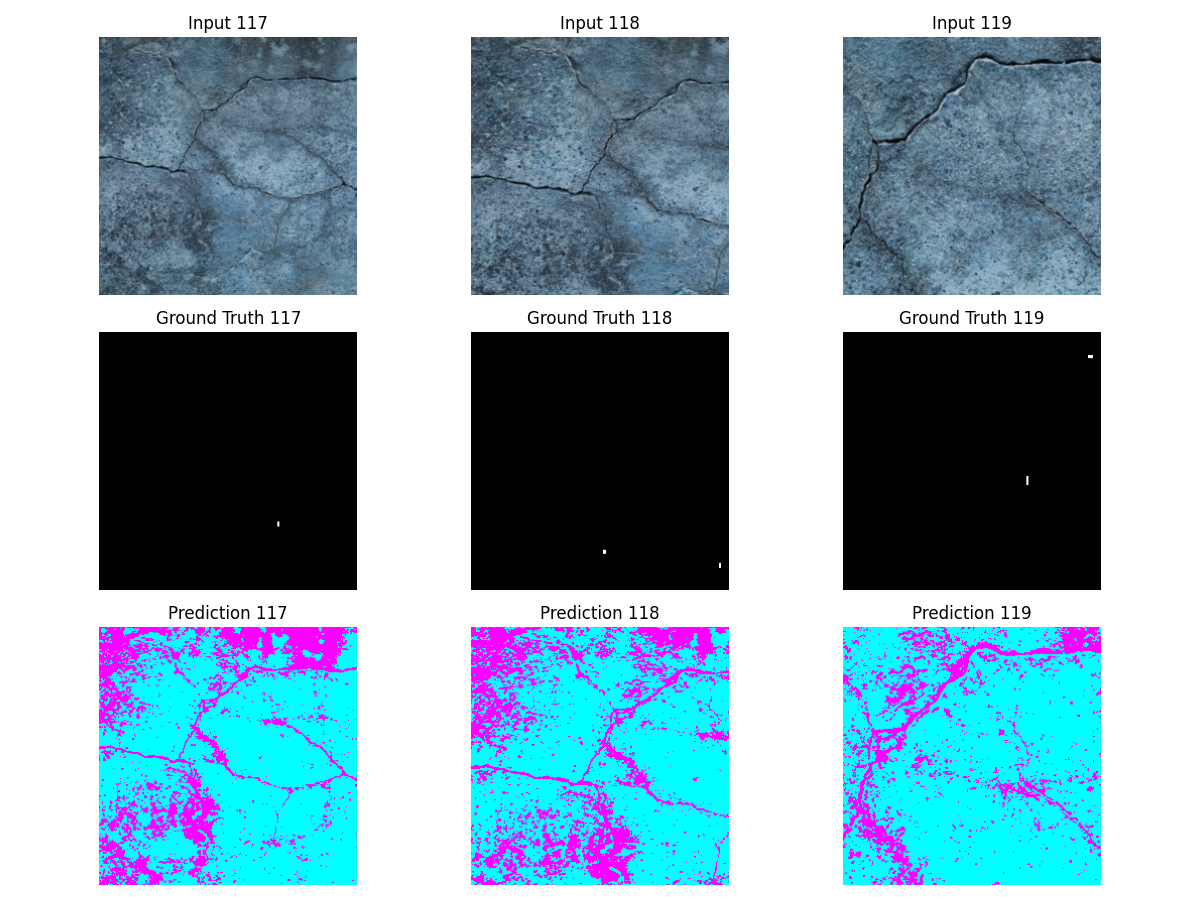 Input 117
Input 118
Input 119
Ground Truth 117
Ground Truth 118
Ground Truth 119
Prediction 117
Prediction 118
Prediction 119